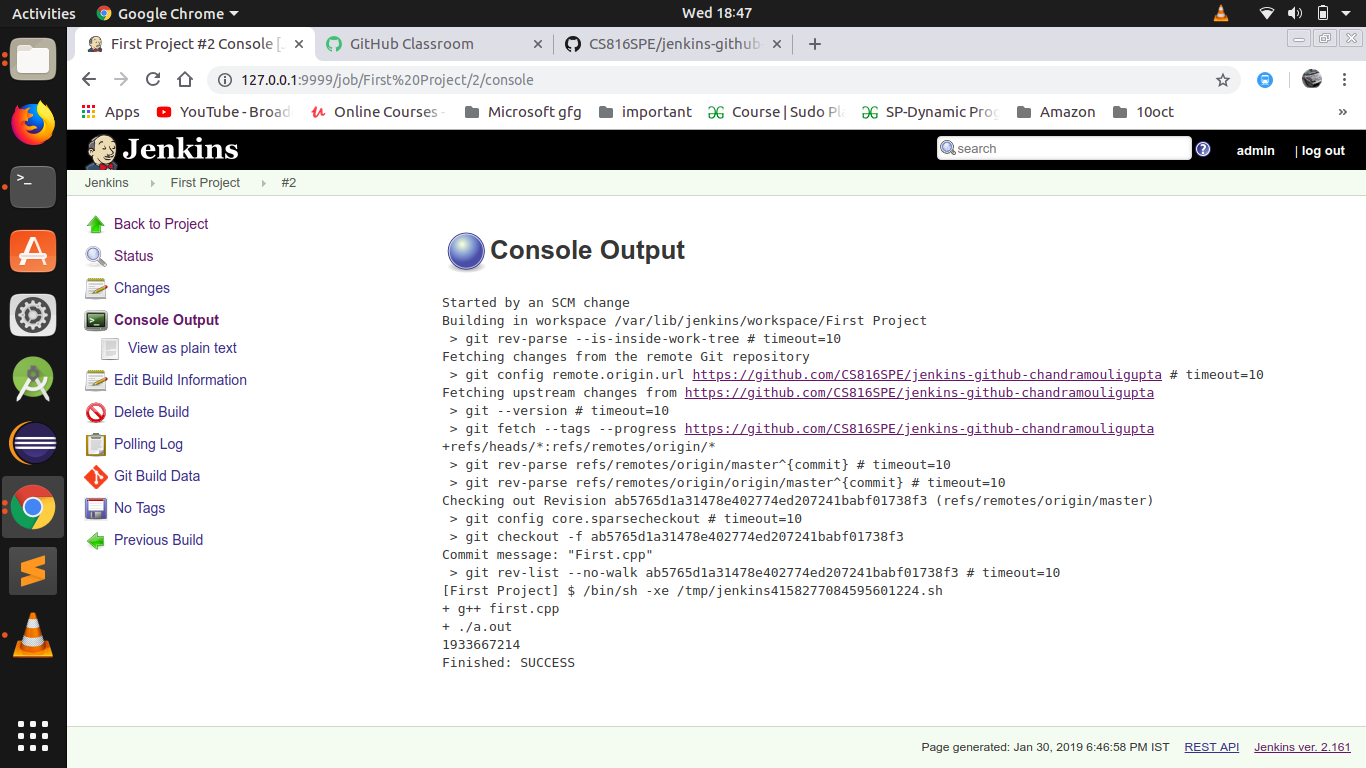 Activities
Google Chrome
Wed 18:47
First Project #2 Console [
GitHub Classroom
CS816SPE/jenkins-github
127.0.0.1:9999/job/First%20Project/2/console
Apps
YouTube - Broad
Online Courses -
Microsoft gfg
important
Course | Sudo Pl
SP-Dynamic Prog
Amazon
10oct
»
Jenkins
search
admin
| log out
Jenkins
First Project
#2
Back to Project
Status
Changes
Console Output
View as plain text
Edit Build Information
Delete Build
Polling Log
Git Build Data
No Tags
Previous Build
Console Output
Started by an SCM change
Building in workspace /var/lib/jenkins/workspace/First Project
> git rev-parse --is-inside-work-tree # timeout=10
Fetching changes from the remote Git repository
> git config remote.origin.url https://github.com/CS816SPE/jenkins-github-chandramouligupta # timeout=10
Fetching upstream changes from https://github.com/CS816SPE/jenkins-github-chandramouligupta
> git --version # timeout=10
> git fetch --tags --progress https://github.com/CS816SPE/jenkins-github-chandramouligupta
+refs/heads/*:refs/remotes/origin/*
> git rev-parse refs/remotes/origin/master^{commit} # timeout=10
> git rev-parse refs/remotes/origin/origin/master^{commit} # timeout=10
Checking out Revision ab5765d1a31478e402774ed207241babf01738f3 (refs/remotes/origin/master)
> git config core.sparsecheckout # timeout=10
> git checkout -f ab5765d1a31478e402774ed207241babf01738f3
Commit message: "First.cpp"
> git rev-list --no-walk ab5765d1a31478e402774ed207241babf01738f3 # timeout=10
[First Project] $ /bin/sh -xe /tmp/jenkins4158277084595601224.sh
+ g++ first.cpp
+ ./a.out
1933667214
Finished: SUCCESS
Page generated: Jan 30, 2019 6:46:58 PM IST
REST API
Jenkins ver. 2.161